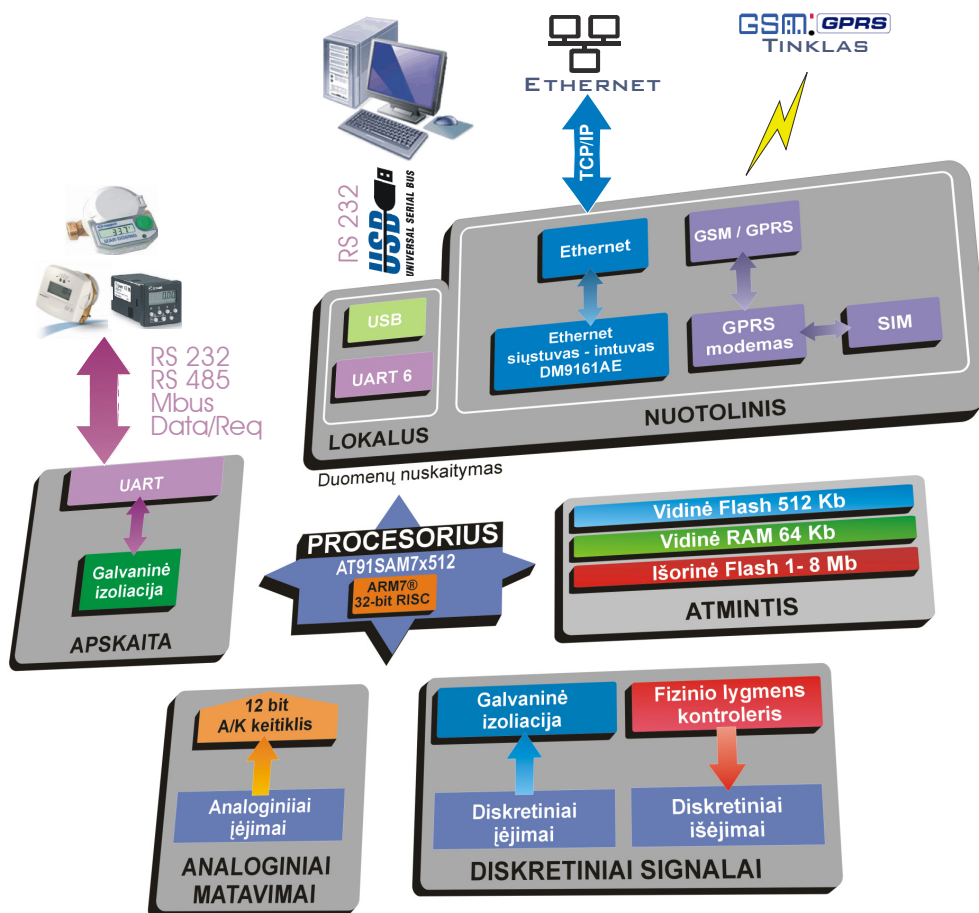 GSM: GPRS
TINKLAS
ETHERNET
TCP/IP
RS 232
USB
UNIVERSAL SERIAL BUS
33.7
RS 232
RS 485
Mbus
Data/Req
Ethernet
GSM / GPRS
Ethernet
siųstuvas - imtuvas
DM9161AE
GPRS
modemas
SIM
NUOTOLINIS
USB
UART 6
LOKALUS
Duomenų nuskaitymas
UART
Galvaninė
izoliacija
APSKAITA
PROCESORIUS
AT91SAM7x512
ARM7®
32-bit RISC
Vidinė Flash 512 Kb
Vidinė RAM 64 Kb
Išorinė Flash 1- 8 Mb
ATMINTIS
12 bit
A/K keitiklis
Analoginiiai
įėjimai
ANALOGINIAI
MATAVIMAI
Galvaninė
izoliacija
Fizinio lygmens
kontroleris
Diskretiniai
įėjimai
Diskretiniai
išėjimai
DISKRETINIAI SIGNALAI